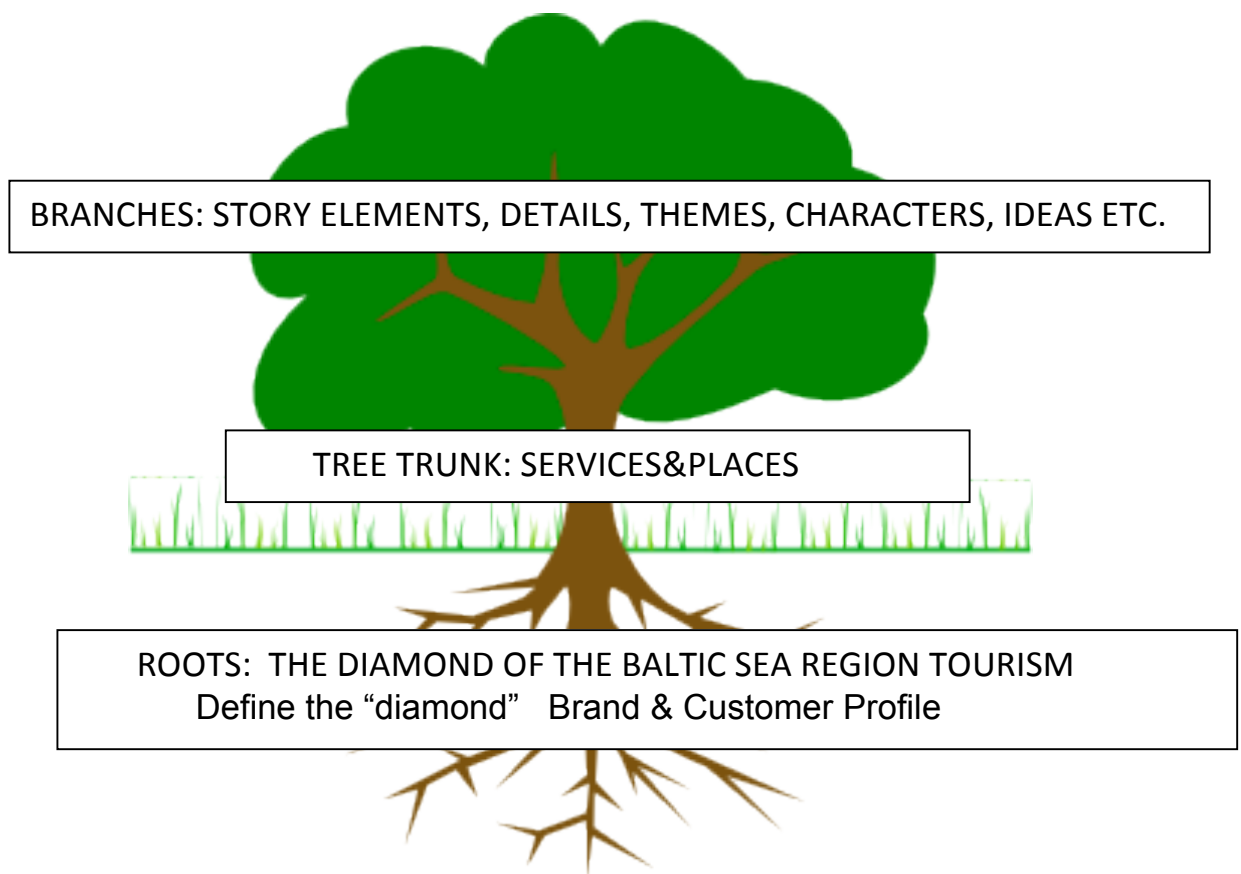 BRANCHES: STORY ELEMENTS, DETAILS, THEMES, CHARACTERS, IDEAS ETC.
TREE TRUNK: SERVICES&PLACES
ROOTS: THE DIAMOND OF THE BALTIC SEA REGION TOURISM
Define the “diamond” Brand & Customer Profile